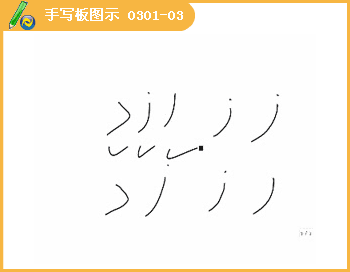 手写板图示 0301-03
ز ز ر ز د
ر ز ز د